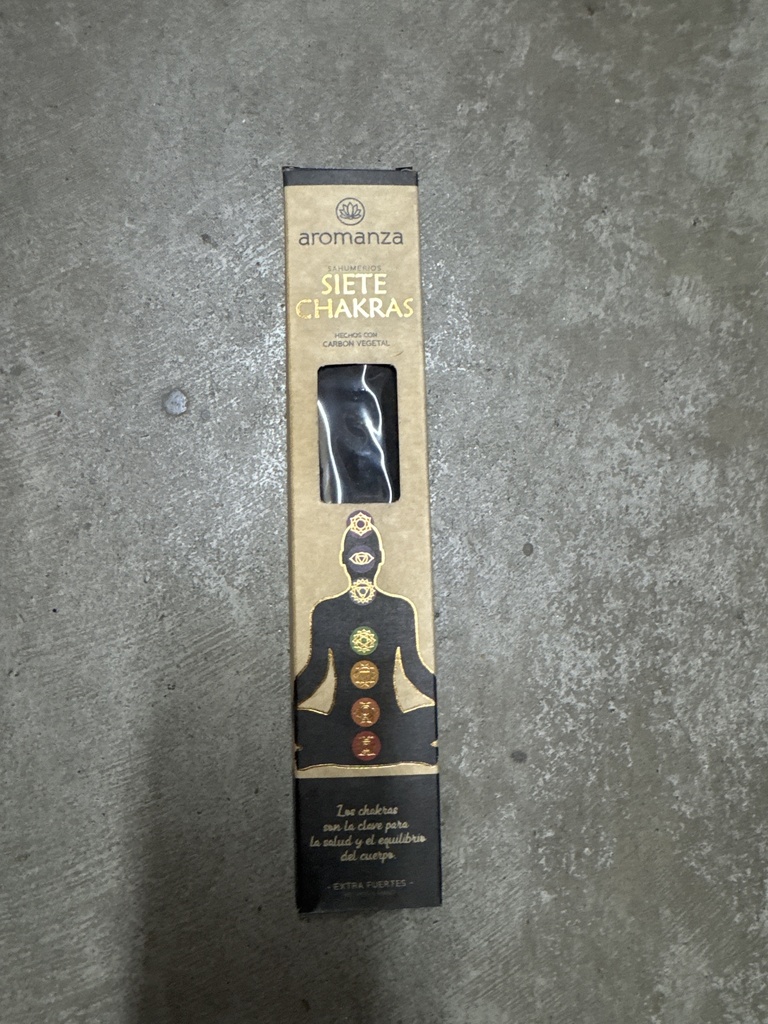 aromanza
SAHUMERIOS
SIETE
CHAKRAS
HECHOS CON
CARBON VEGETAL
Los chakras
son la clave para
la salud y el equilibrio
del cuerpo.
- EXTRA FUERTES -